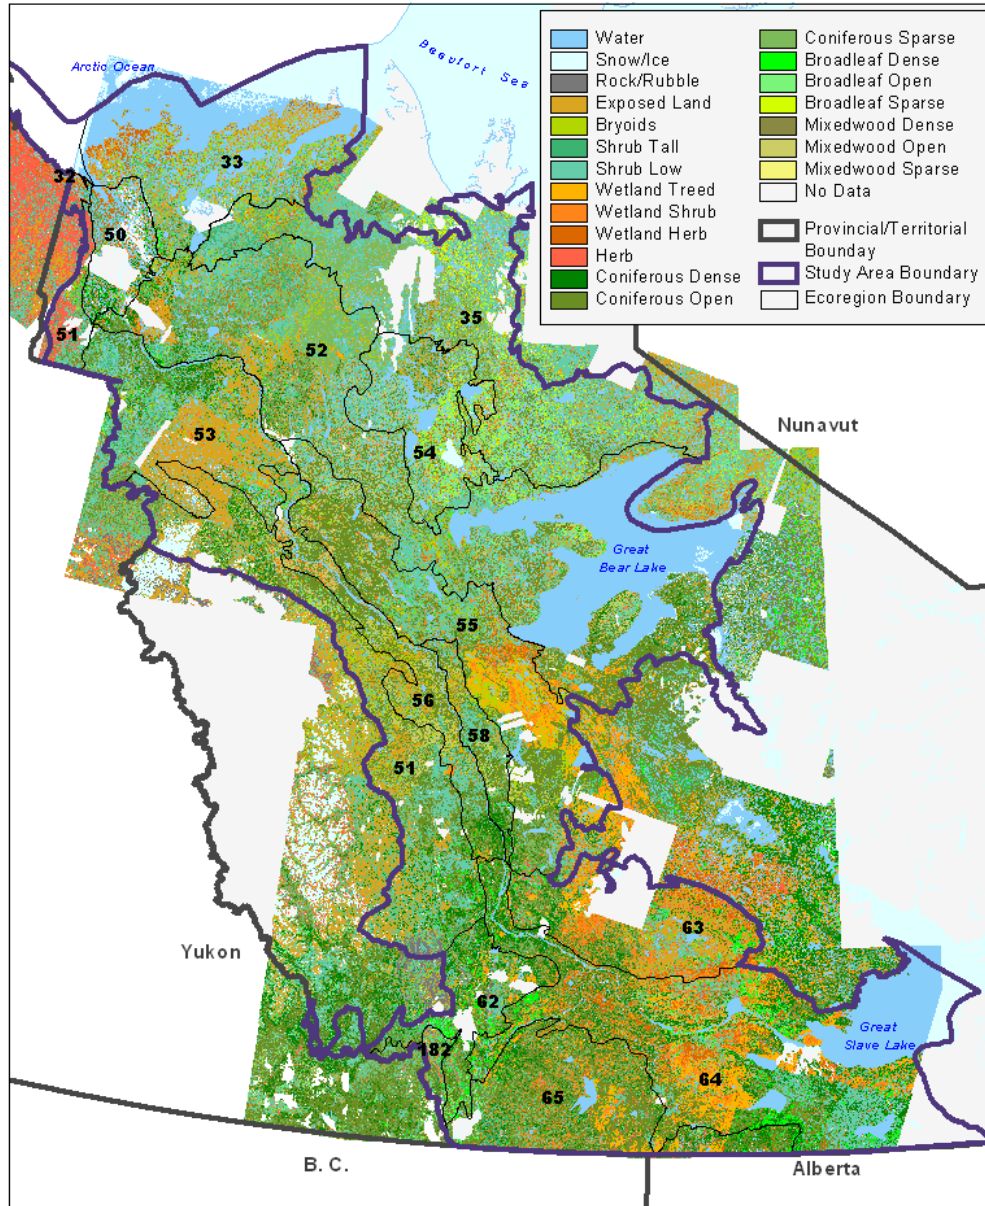 Arctic Ocean
Beaufort Sea
Water
Snow/Ice
Rock/Rubble
Exposed Land
Bryoids
Shrub Tall
Shrub Low
Wetland Treed
Wetland Shrub
Wetland Herb
Herb
Coniferous Dense
Coniferous Open
Coniferous Sparse
Broadleaf Dense
Broadleaf Open
Broadleaf Sparse
Mixedwood Dense
Mixedwood Open
Mixedwood Sparse
No Data
Provincial/Territorial
Bounday
Study Area Boundary
Ecoregion Boundary
33
32
50
51
35
52
53
54
Nunavut
Great
Bear Lake
55
56
58
51
63
Yukon
62
Great
Slave Lake
182
64
65
B. C.
Alberta